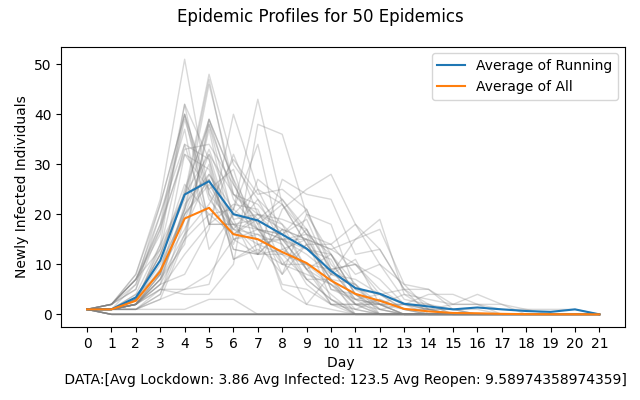 Epidemic Profiles for 50 Epidemics
Average of Running
Average of All
Newly Infected Individuals
50
40
30
20
10
0
0 1 2 3 4 5 6 7 8 9 10 11 12 13 14 15 16 17 18 19 20 21
Day
DATA:[Avg Lockdown: 3.86 Avg Infected: 123.5 Avg Reopen: 9.58974358974359]